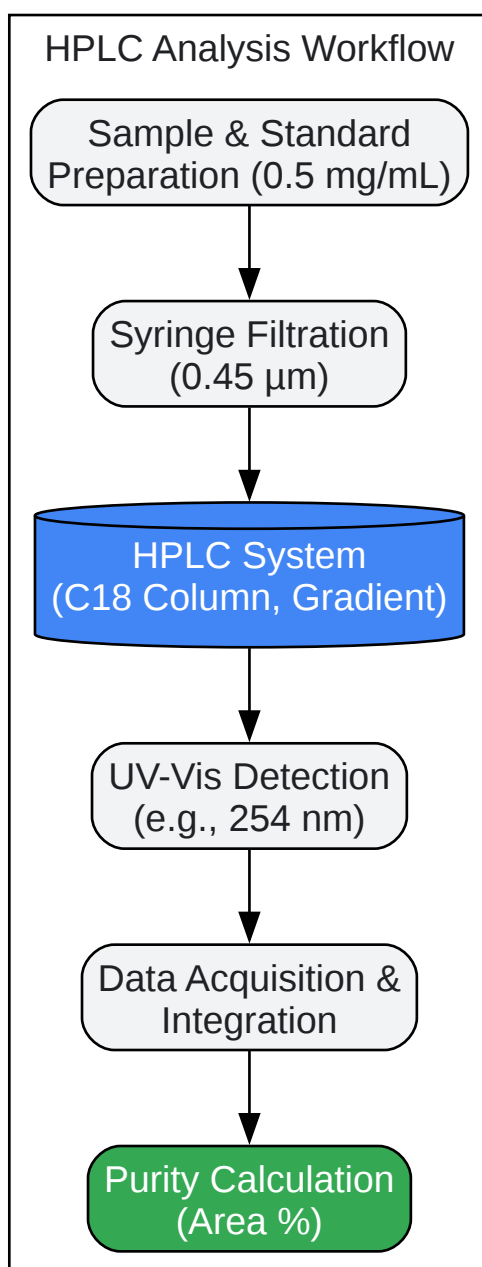 HPLC Analysis Workflow
Sample & Standard
Preparation (0.5 mg/mL)
Syringe Filtration
(0.45 µm)
HPLC System
(C18 Column, Gradient)
UV-Vis Detection
(e.g., 254 nm)
Data Acquisition &
Integration
Purity Calculation
(Area %)